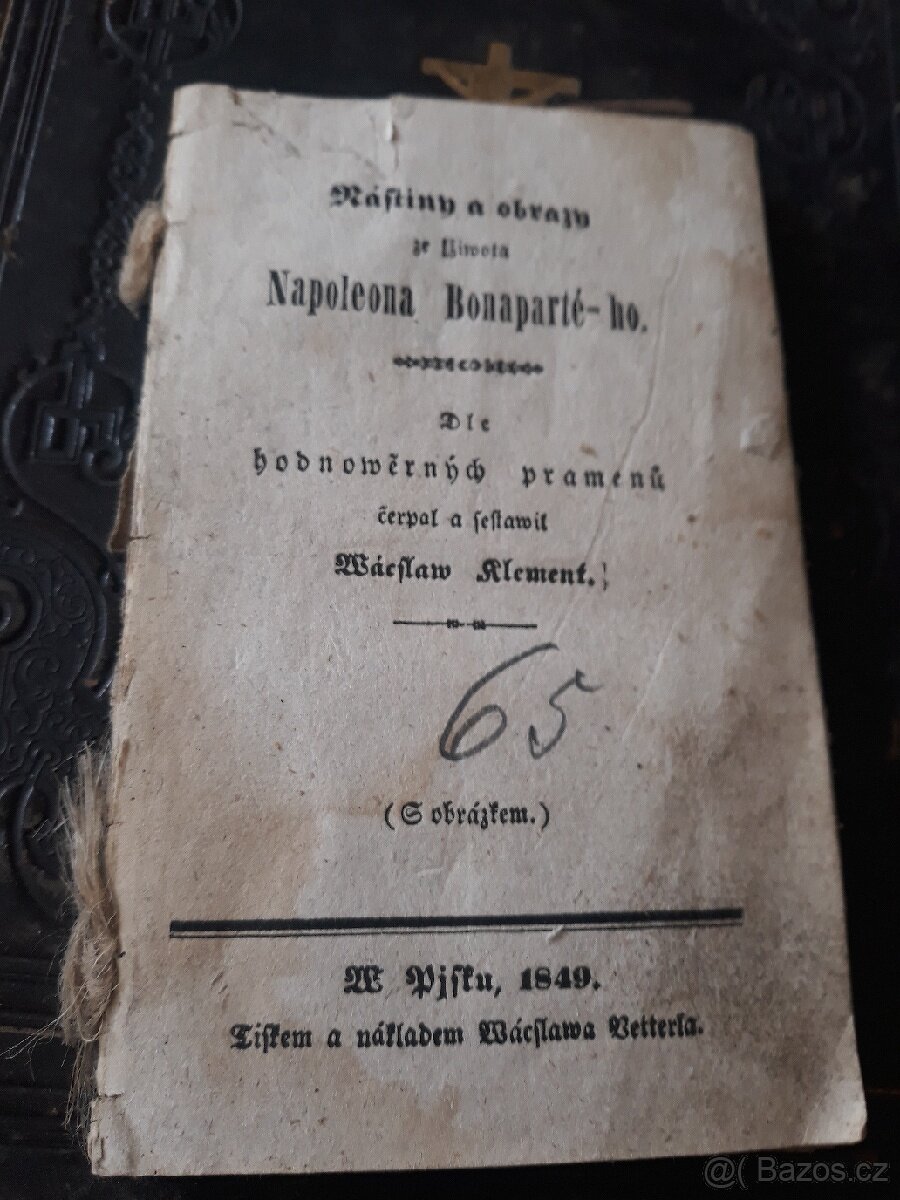 Nástiny a obrazy
ze žiwota
Napoleona Bonaparté-ho.
Dle
hodnowěrných pramenů
čerpal a sestawil
Wácslaw Klement.
65
(S obrázkem.)
W Pjsku, 1849.
Tiskem a nákladem Wácslawa Vetterla.
@( Bazos.cz